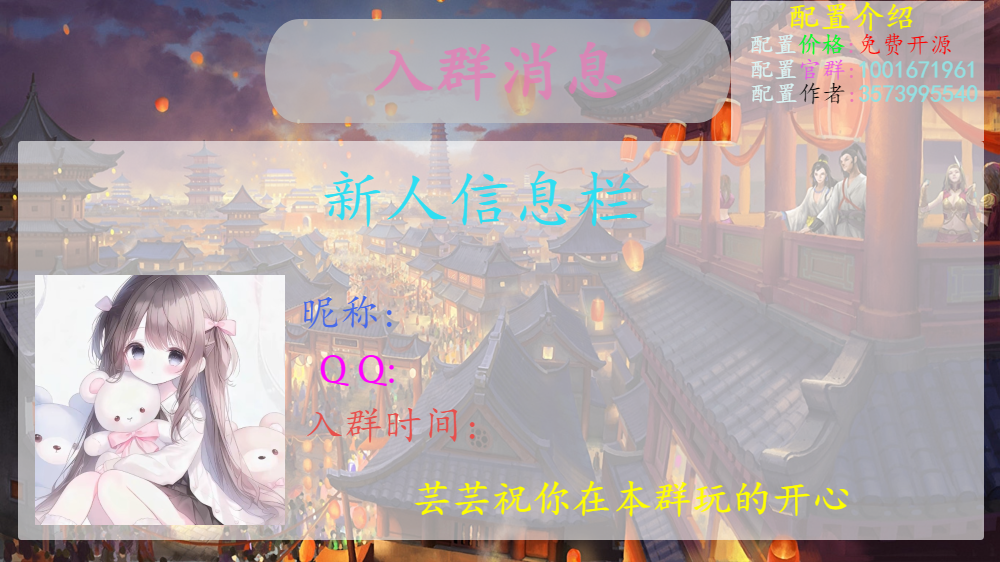 入群消息
配置介绍
配置价格:免费开源
配置官群:1001671961
配置作者:3573995540
新人信息栏
昵称:
QQ:
入群时间:
芸芸祝你在本群玩的开心